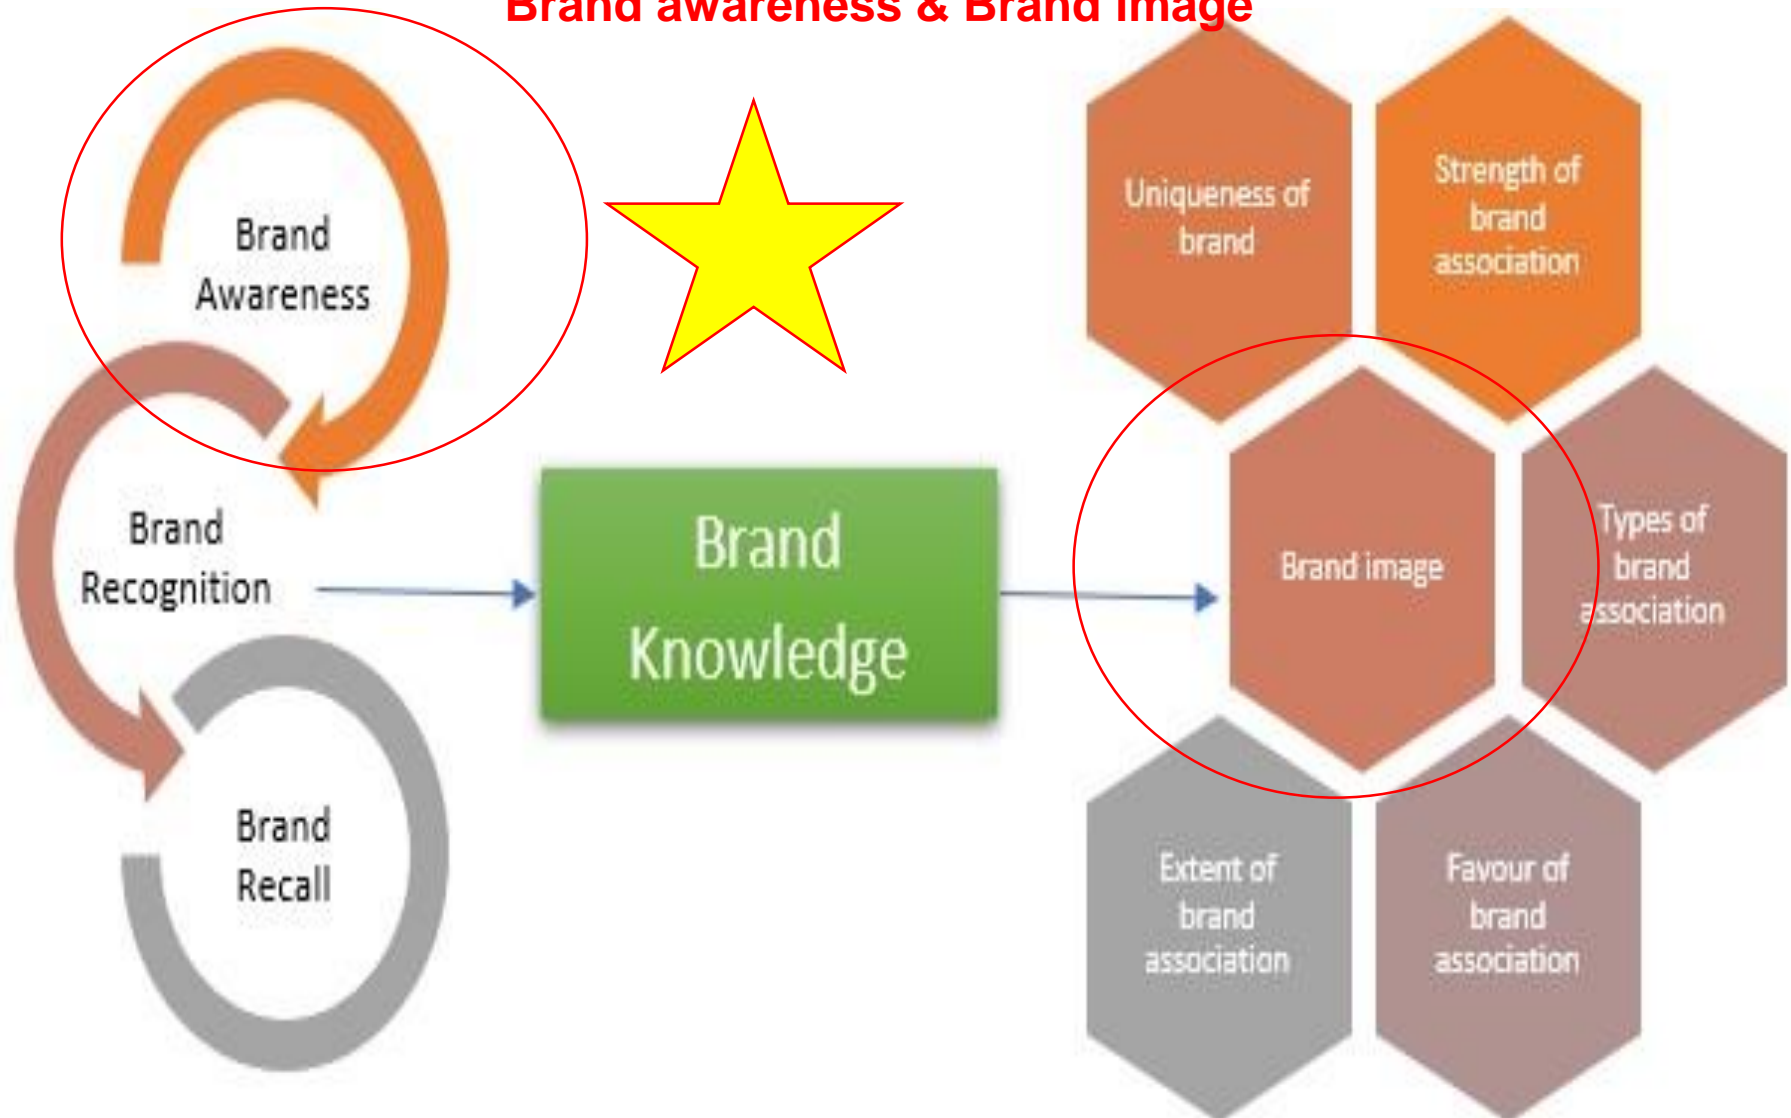 Brand awareness & Brand image
Brand
Awareness
Brand
Recognition
Brand
Recall
Brand
Knowledge
Uniqueness of
brand
Strength of
brand
association
Brand image
Types of
brand
association
Extent of
brand
association
Favour of
brand
association